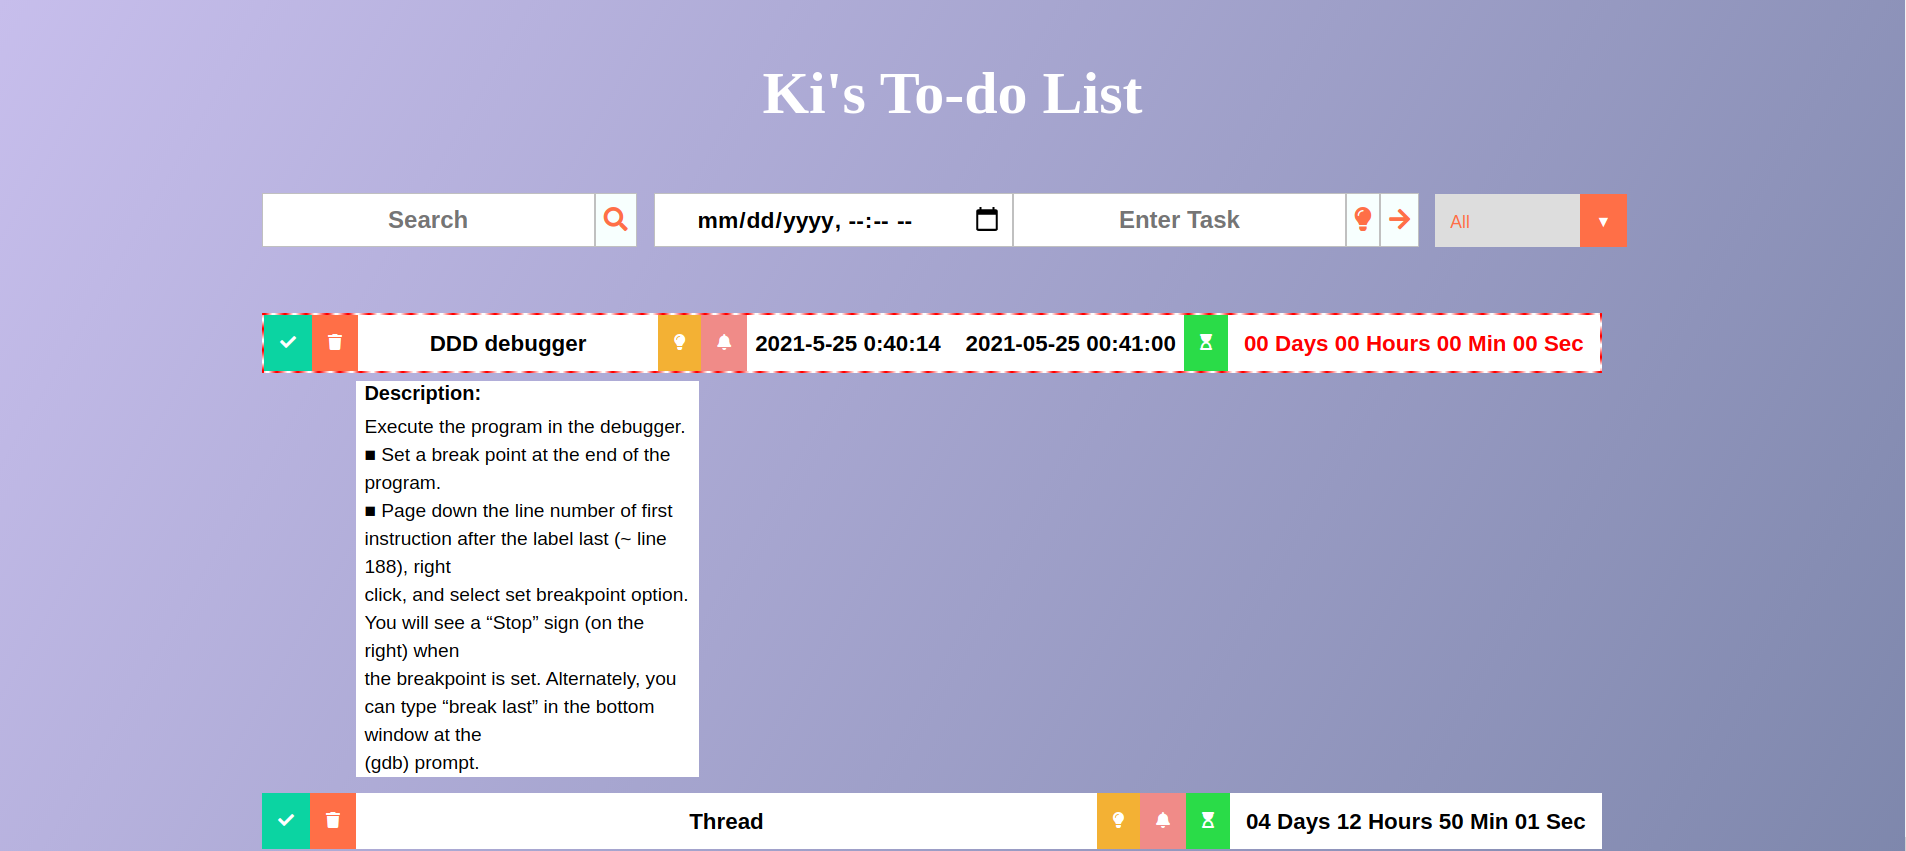 Ki's To-do List
Search
mm/dd/yyyy, --:-- --
Enter Task
All
DDD debugger
2021-5-25 0:40:14 2021-05-25 00:41:00
00 Days 00 Hours 00 Min 00 Sec
Description:
Execute the program in the debugger.
■ Set a break point at the end of the
program.
■ Page down the line number of first
instruction after the label last (~ line
188), right
click, and select set breakpoint option.
You will see a “Stop” sign (on the
right) when
the breakpoint is set. Alternately, you
can type “break last” in the bottom
window at the
(gdb) prompt.
Thread
04 Days 12 Hours 50 Min 01 Sec